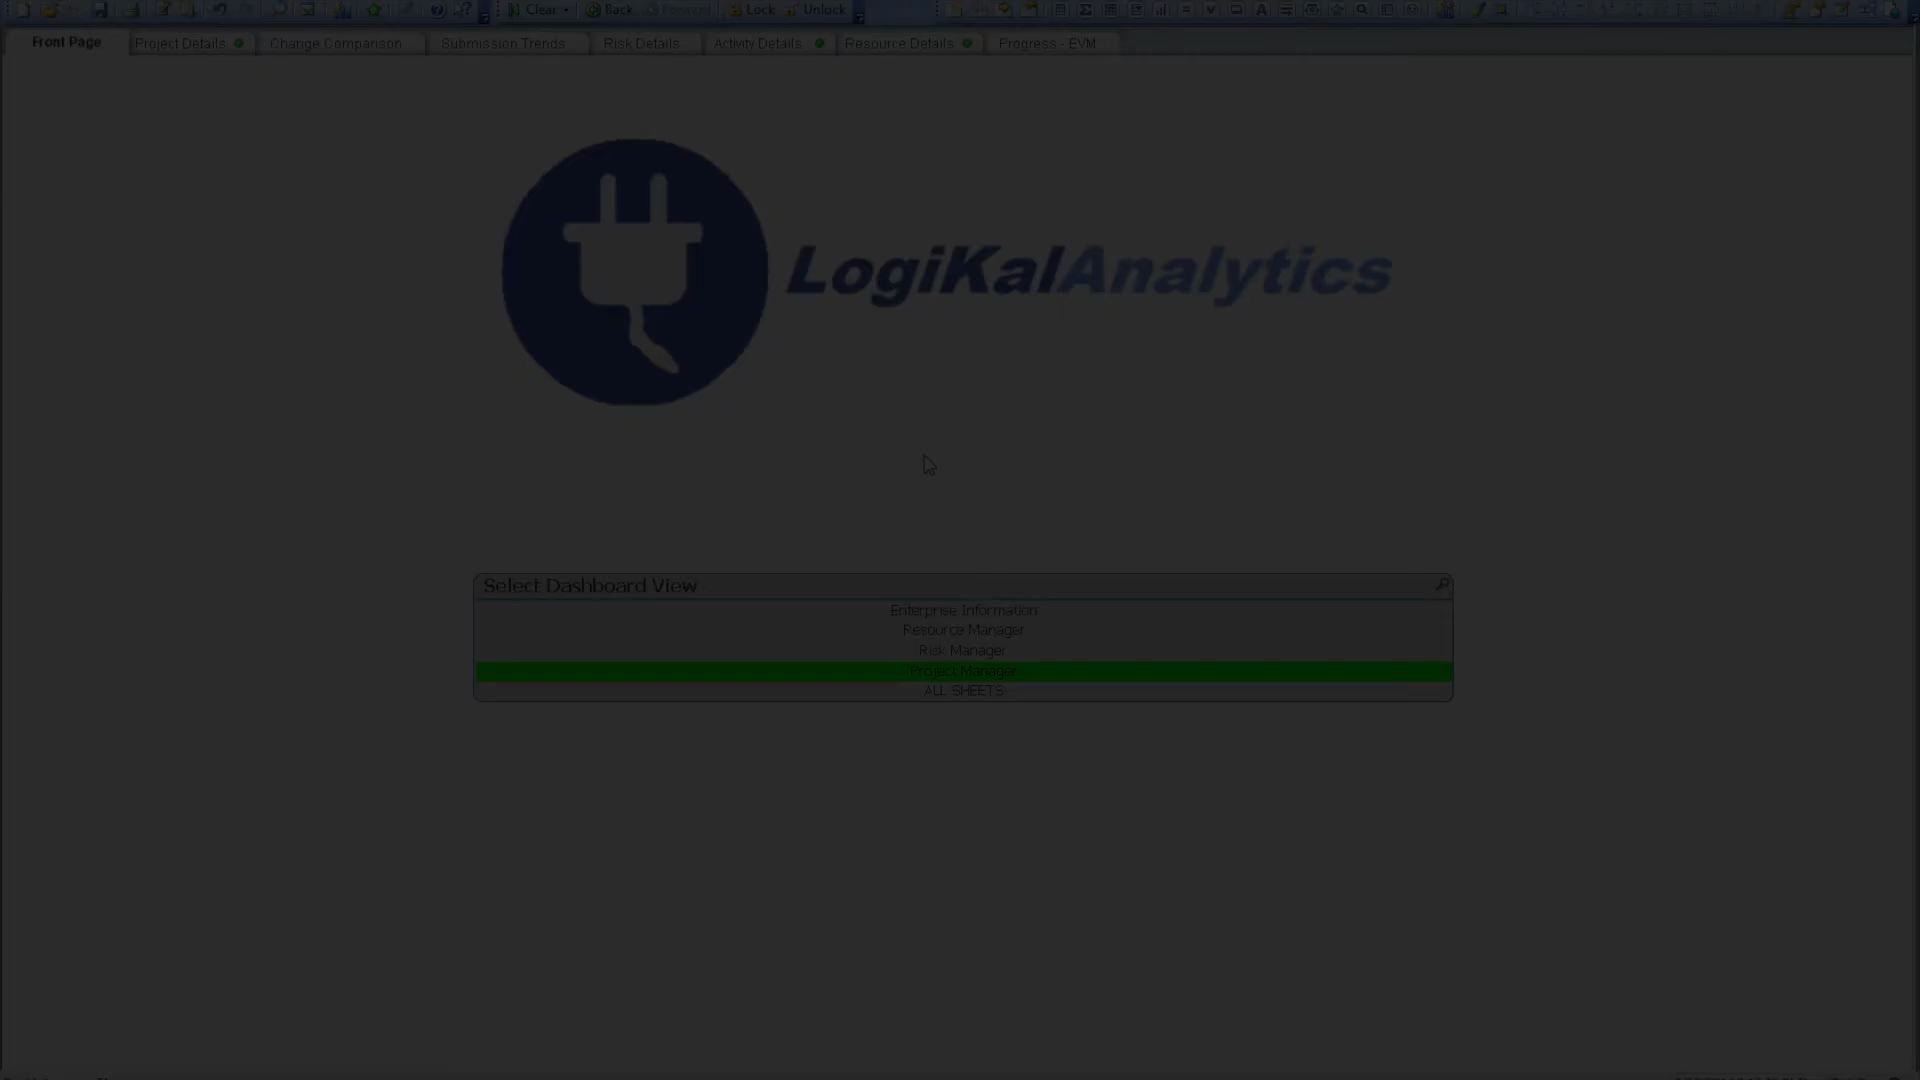 Clear Back Forward Lock Unlock
Front Page Project Details Change Comparison Submission Trends Risk Details Activity Details Resource Details Progress - EVM
LogiKalAnalytics
Select Dashboard View
Enterprise Information
Resource Manager
Risk Manager
Project Manager
ALL SHEETS